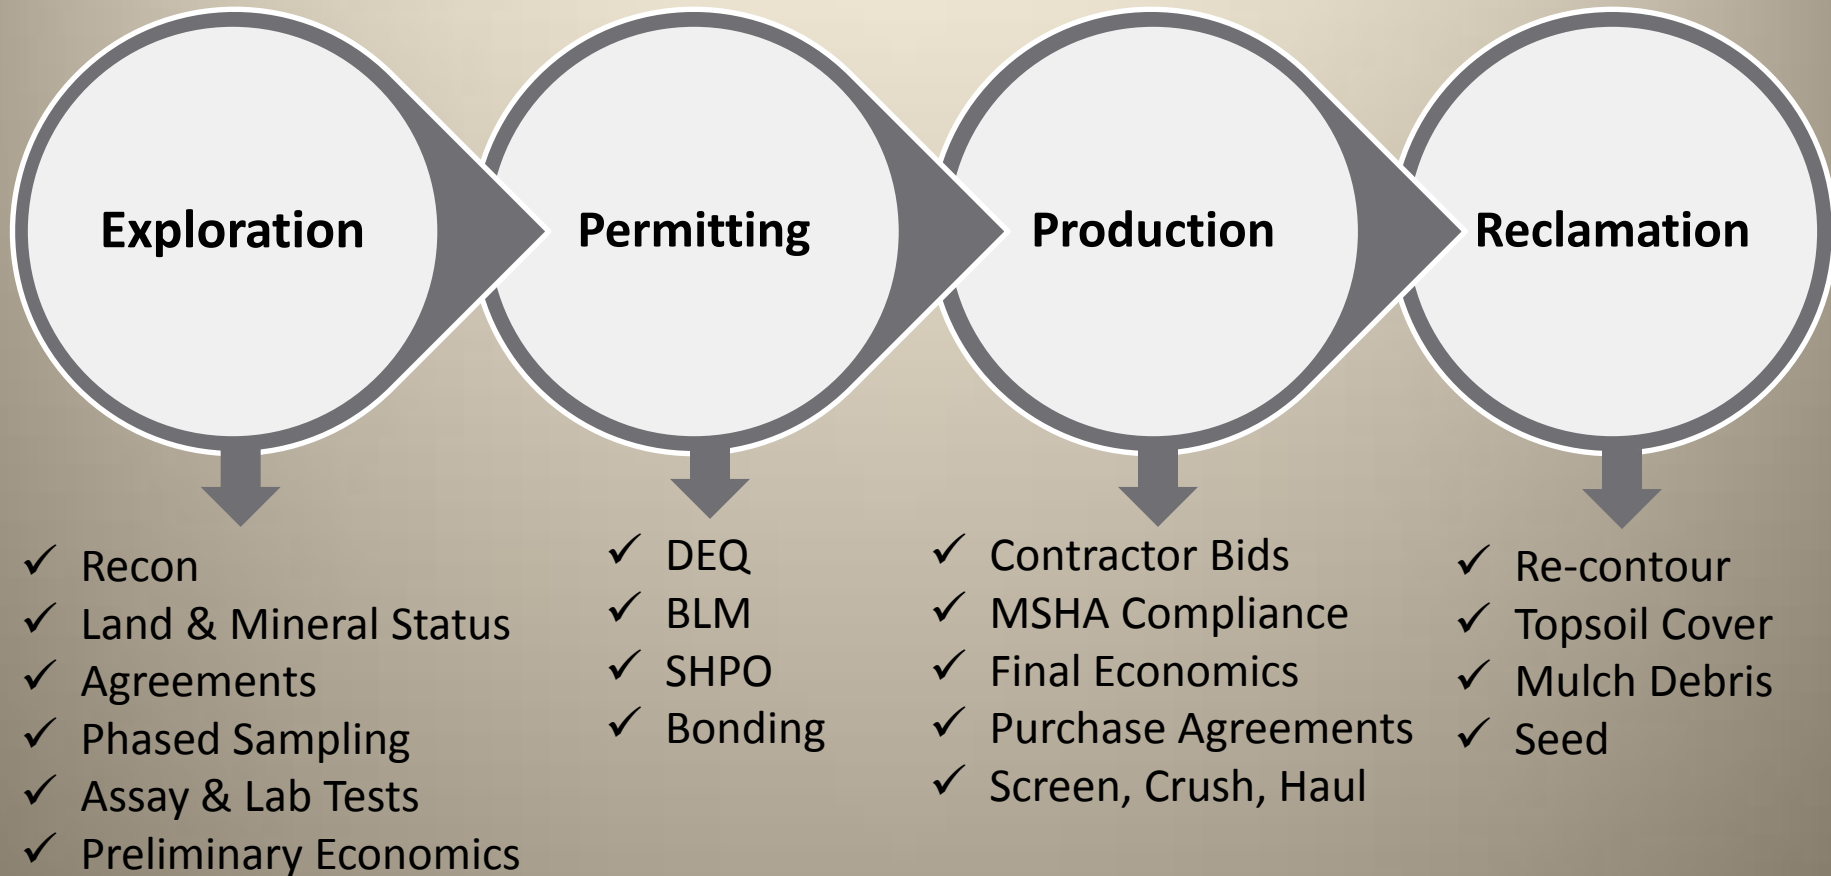 Exploration
Permitting
Production
Reclamation
✓ Recon
✓ Land & Mineral Status
✓ Agreements
✓ Phased Sampling
✓ Assay & Lab Tests
✓ Preliminary Economics
✓ DEQ
✓ BLM
✓ SHPO
✓ Bonding
✓ Contractor Bids
✓ MSHA Compliance
✓ Final Economics
✓ Purchase Agreements
✓ Screen, Crush, Haul
✓ Re-contour
✓ Topsoil Cover
✓ Mulch Debris
✓ Seed